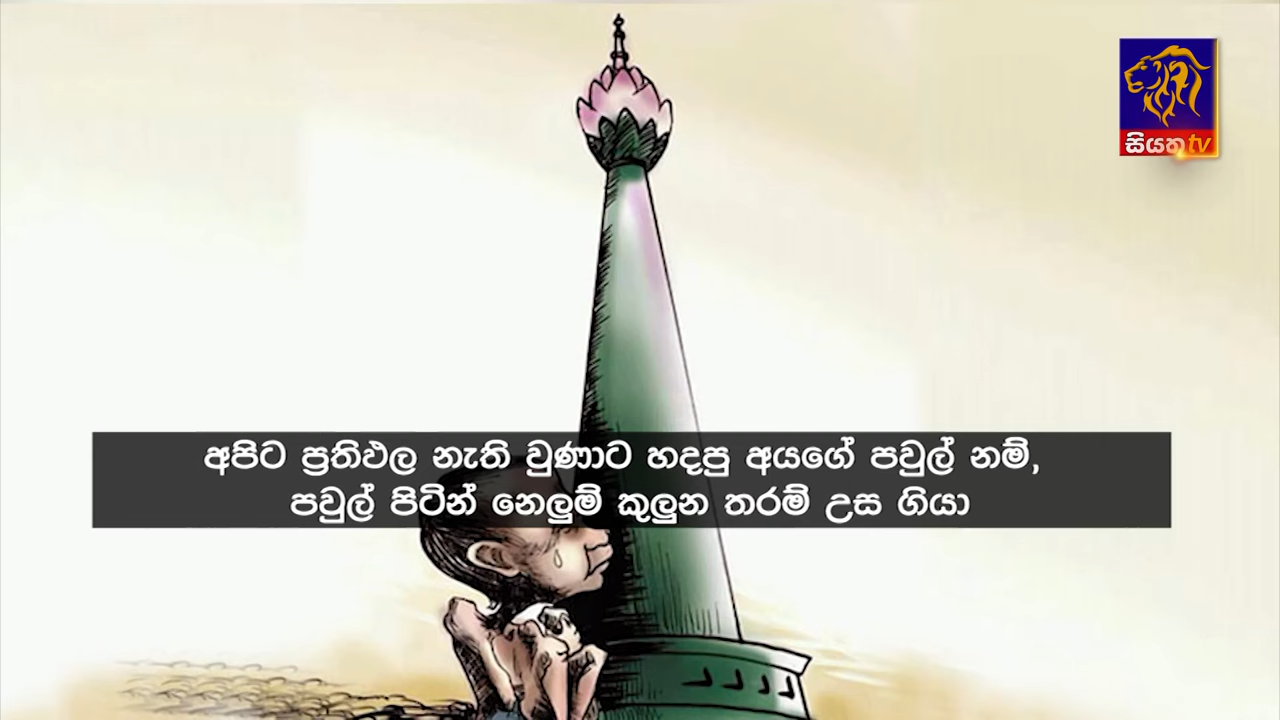 සියත tv
අපිට ප්‍රතිඵල නැති වුණාට හදපු අයගේ පවුල් නම්,
පවුල් පිටින් නෙලුම් කුලුන තරම් උස ගියා